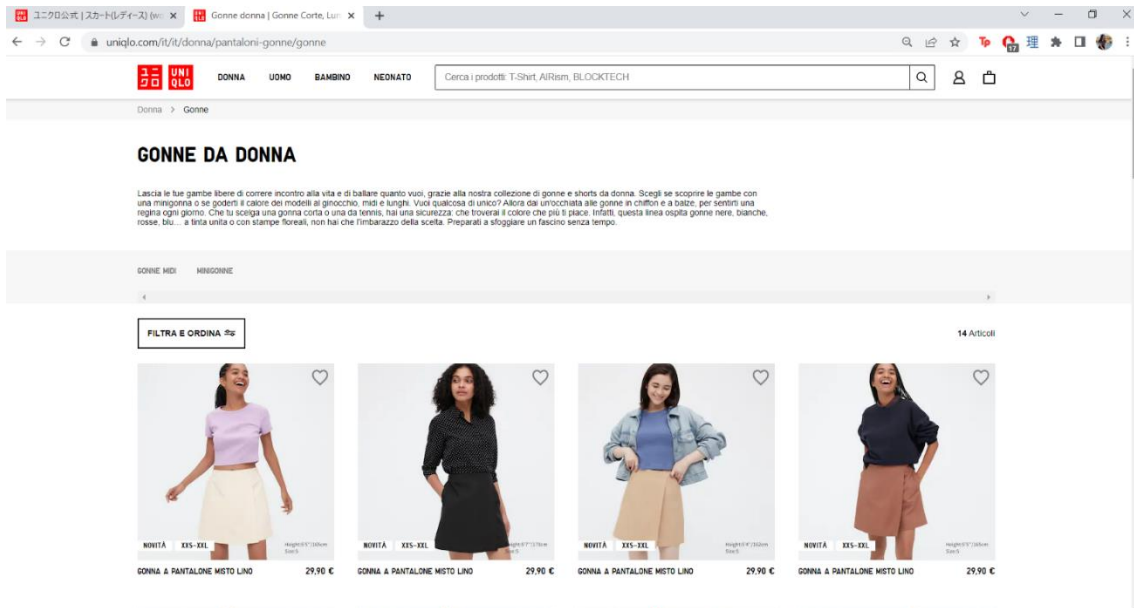 ユニクロ公式 | スカート(レディース) (wo
Gonne donna | Gonne Corte, Lun
uniqlo.com/it/it/donna/pantaloni-gonne/gonne
17
理
ユニクロ
UNIQLO
DONNA UOMO BAMBINO NEONATO
Cerca i prodotti: T-Shirt, AIRism, BLOCKTECH
Donna > Gonne
GONNE DA DONNA
Lascia le tue gambe libere di correre incontro alla vita e di ballare quanto vuoi, grazie alla nostra collezione di gonne e shorts da donna. Scegli se scoprire le gambe con
una minigonna o se goderti il calore dei modelli al ginocchio, midi e lunghi. Vuoi qualcosa di unico? Allora dai un'occhiata alle gonne in chiffon e a balze, per sentirti una
regina ogni giorno. Che tu scelga una gonna corta o una da tennis, hai una sicurezza: che troverai il colore che più ti piace. Infatti, questa linea ospita gonne nere, bianche,
rosse, blu… a tinta unita o con stampe floreali, non hai che l'imbarazzo della scelta. Preparati a sfoggiare un fascino senza tempo.
GONNE MIDI MINIGONNE
FILTRA E ORDINA
14 Articoli
NOVITÀ XXS-XXL
GONNA A PANTALONE MISTO LINO 29,90 €
NOVITÀ XXS-XXL
GONNA A PANTALONE MISTO LINO 29,90 €
NOVITÀ XXS-XXL
GONNA A PANTALONE MISTO LINO 29,90 €
NOVITÀ XXS-XXL
GONNA A PANTALONE MISTO LINO 29,90 €